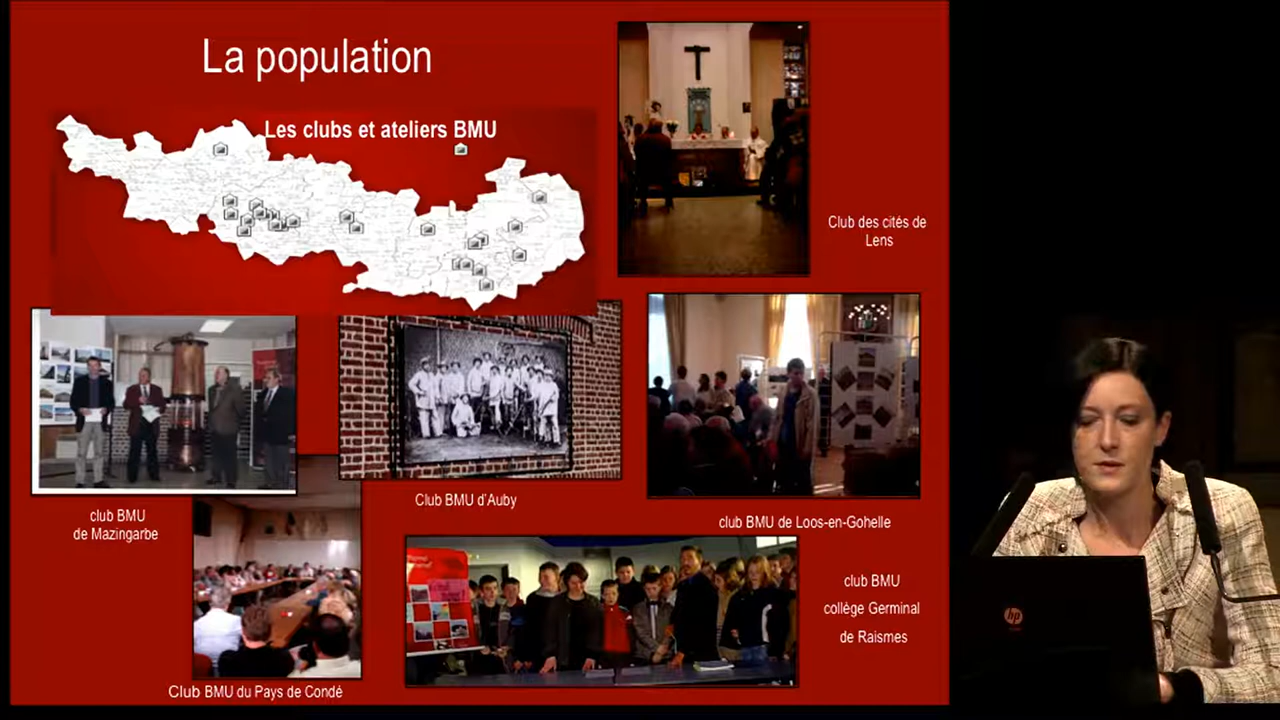 La population
Les clubs et ateliers BMU
Club des cités de
Lens
club BMU
de Mazingarbe
Club BMU d'Auby
club BMU de Loos-en-Gohelle
club BMU
collège Germinal
de Raismes
Club BMU du Pays de Condé
hp